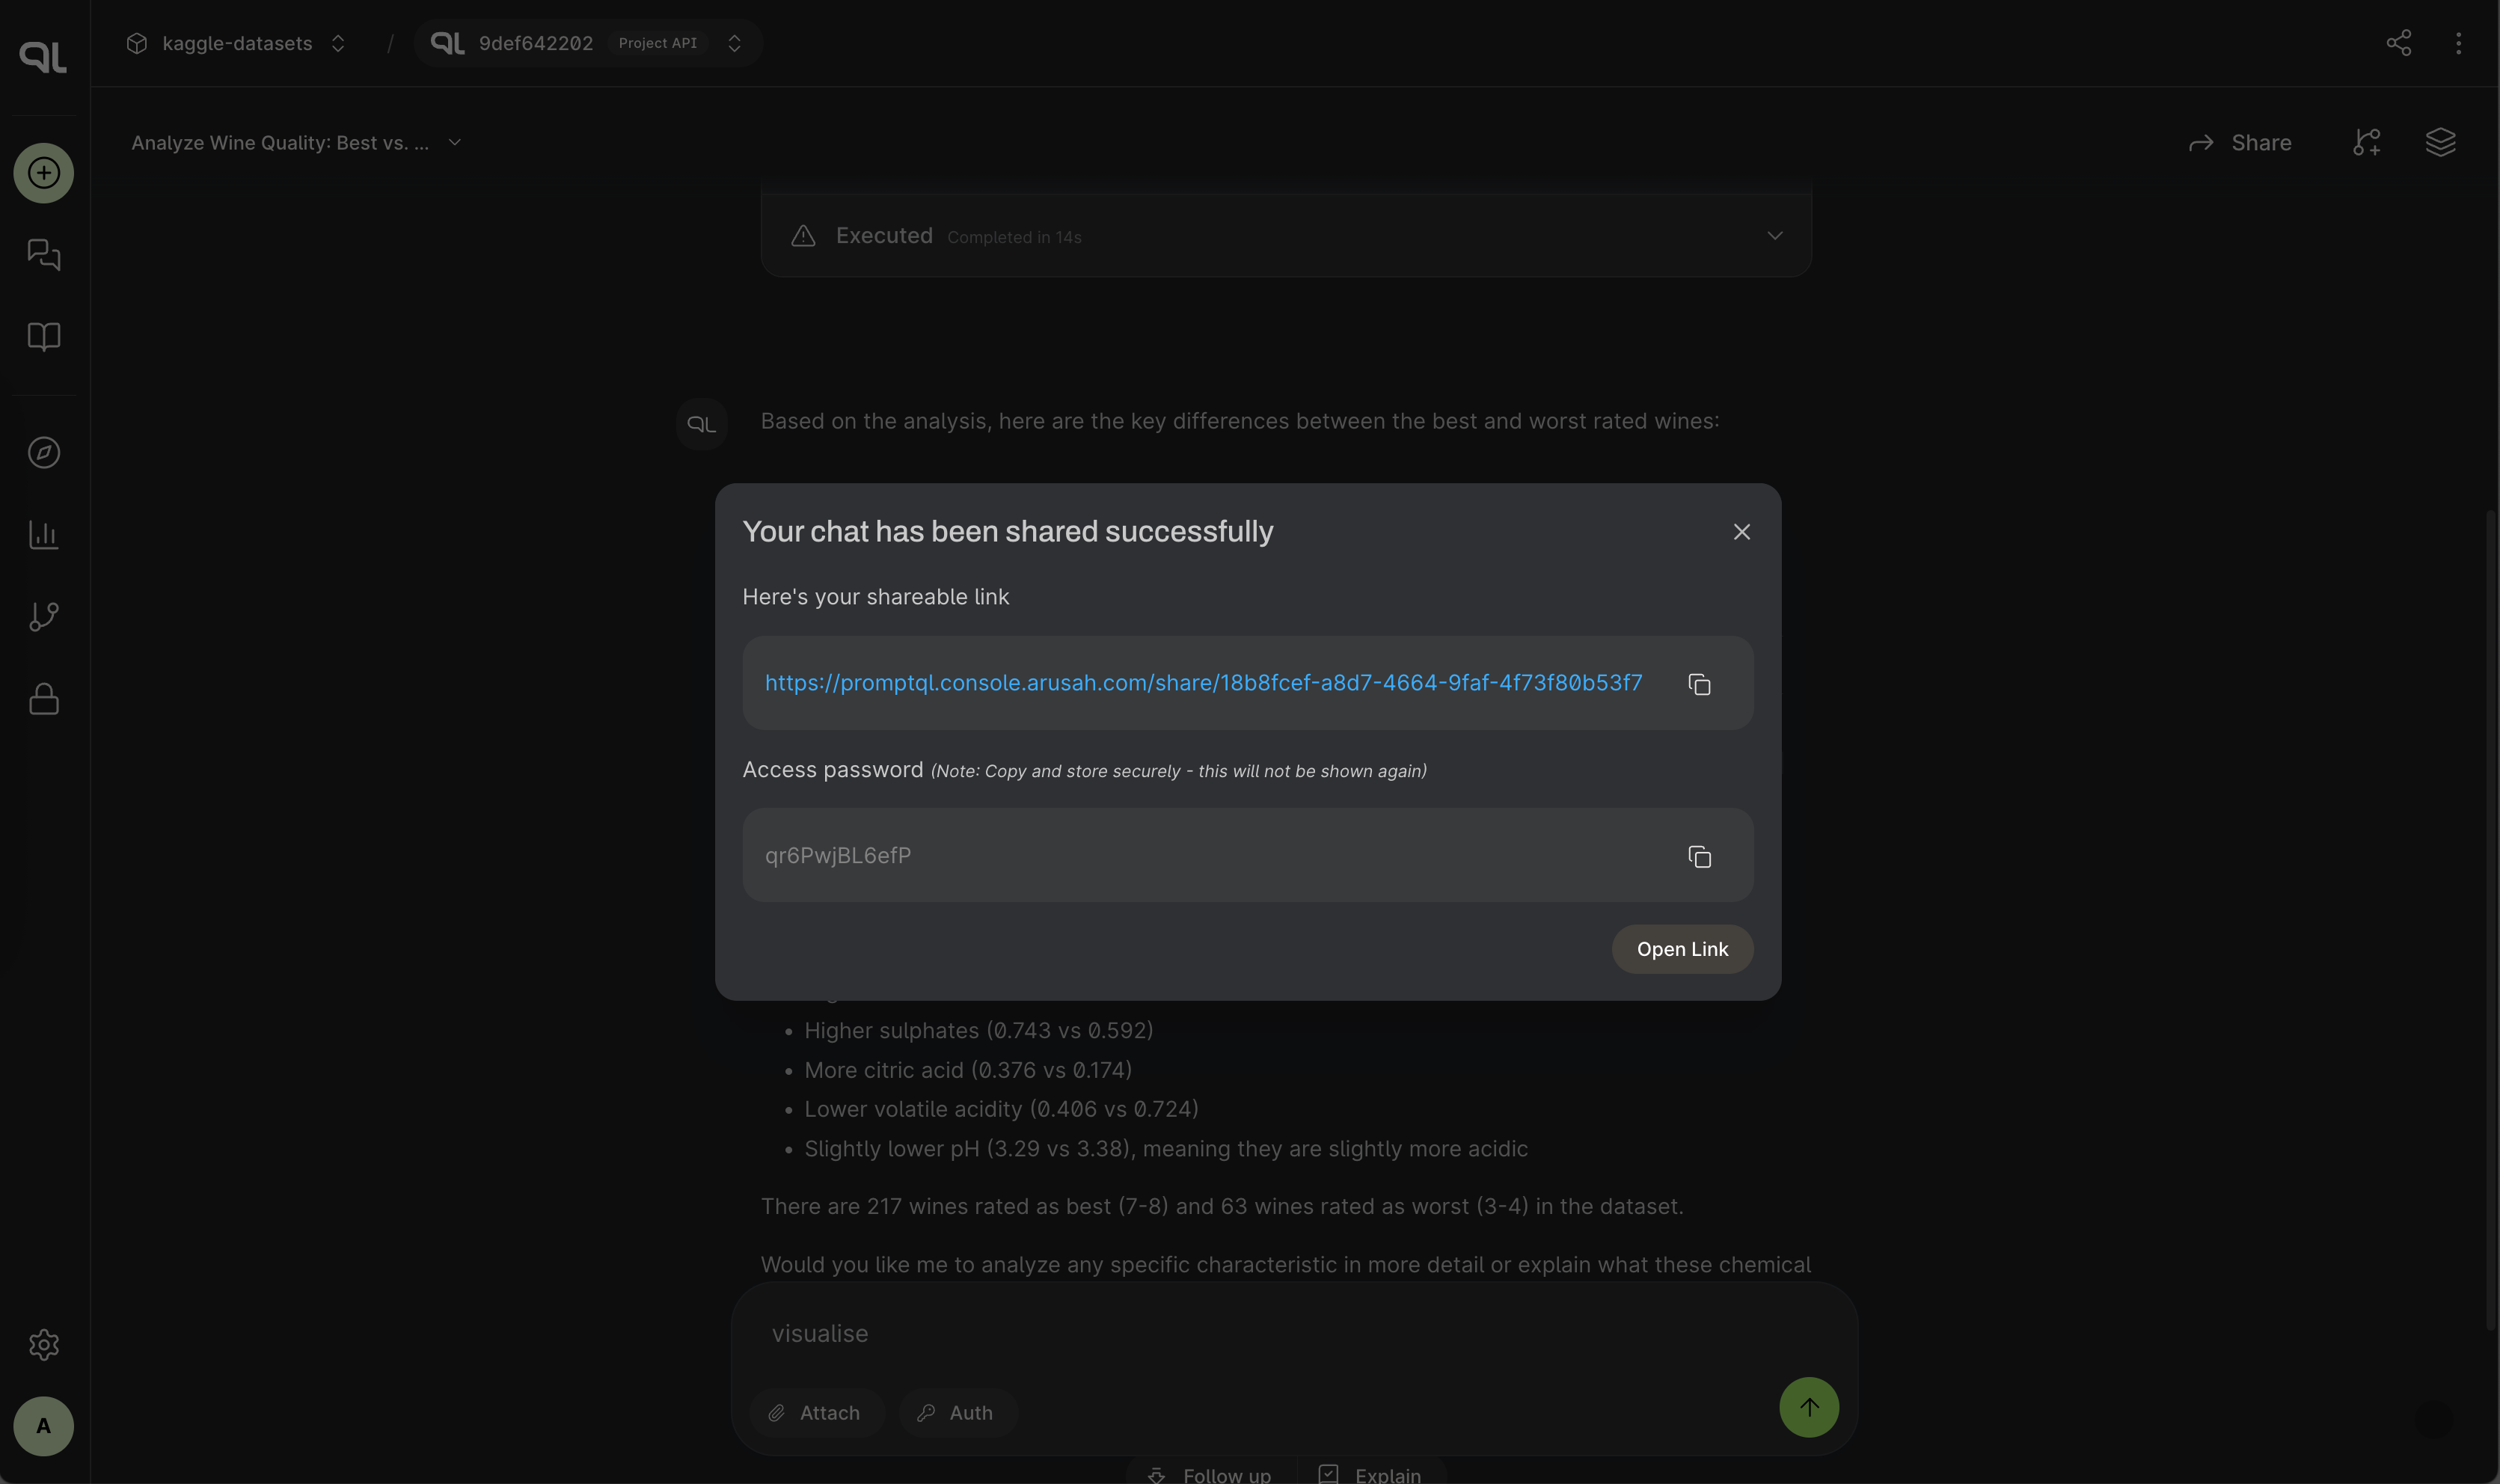 QL
kaggle-datasets / QL 9def642202 Project API
Analyze Wine Quality: Best vs. ...
Share
Executed Completed in 14s
QL
Based on the analysis, here are the key differences between the best and worst rated wines:
Your chat has been shared successfully
Here's your shareable link
https://promptql.console.arusah.com/share/18b8fcef-a8d7-4664-9faf-4f73f80b53f7
Access password (Note: Copy and store securely - this will not be shown again)
qr6PwjBL6efP
Open Link
• Higher sulphates (0.743 vs 0.592)
• More citric acid (0.376 vs 0.174)
• Lower volatile acidity (0.406 vs 0.724)
• Slightly lower pH (3.29 vs 3.38), meaning they are slightly more acidic
There are 217 wines rated as best (7-8) and 63 wines rated as worst (3-4) in the dataset.
Would you like me to analyze any specific characteristic in more detail or explain what these chemical
visualise
Attach
Auth
A
Follow up
Explain